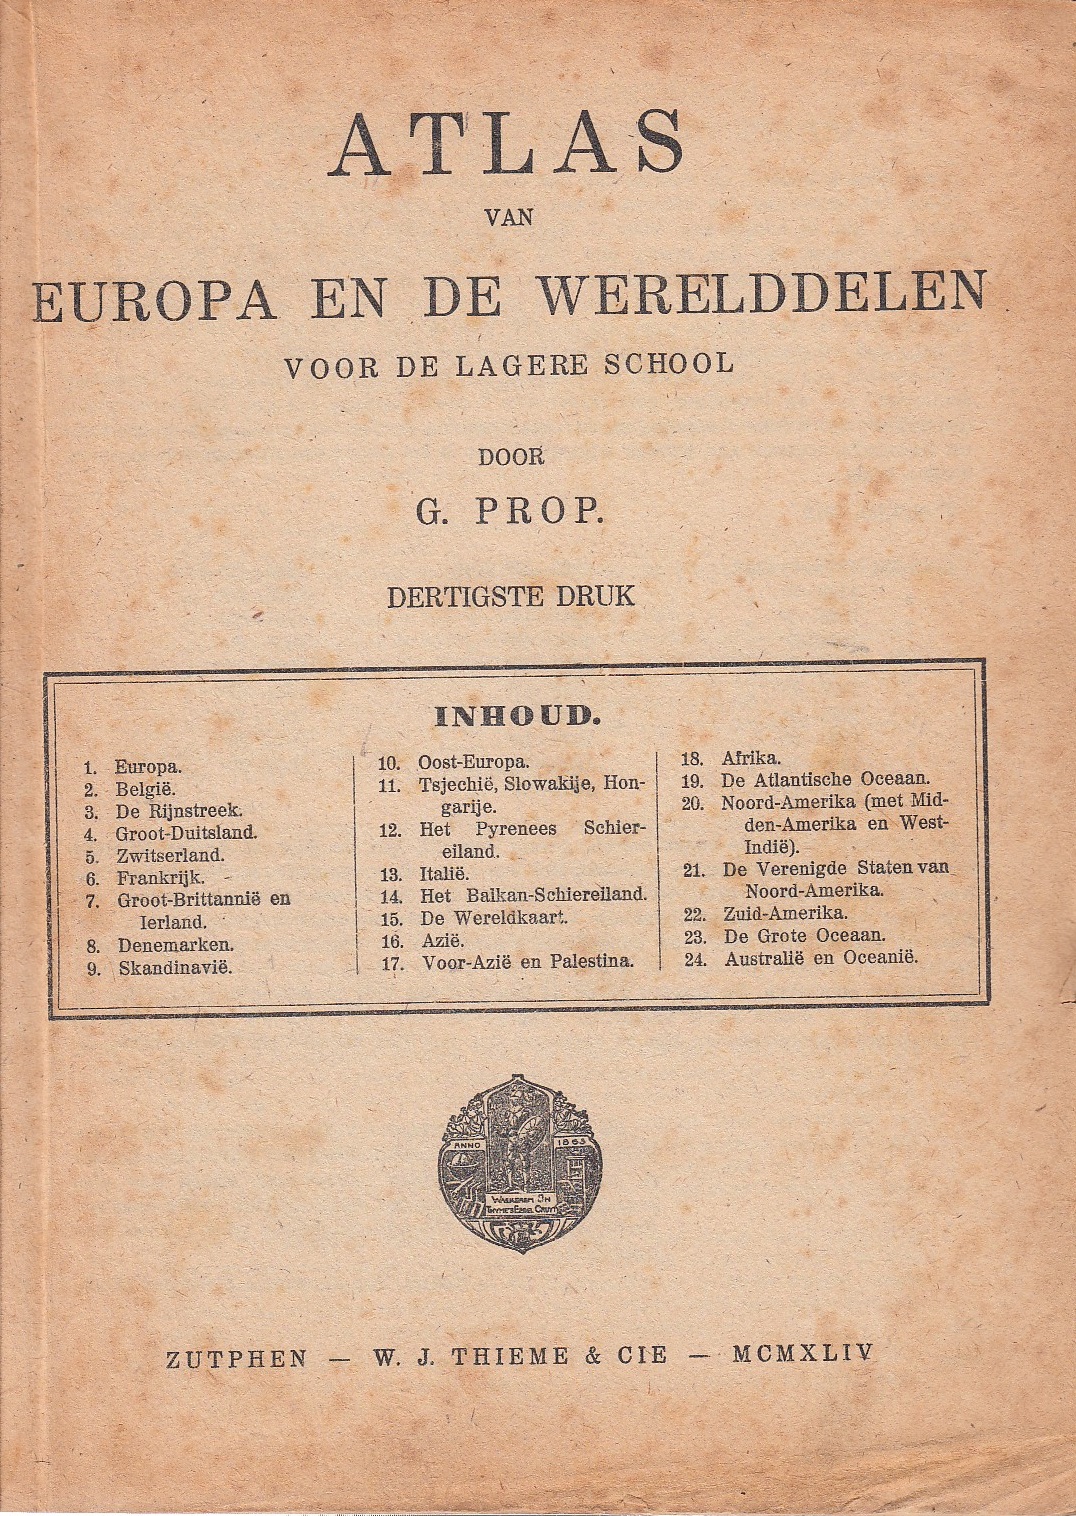 ATLAS
VAN
EUROPA EN DE WERELDDELEN
VOOR DE LAGERE SCHOOL
DOOR
G. PROP.
DERTIGSTE DRUK
INHOUD.
1. Europa.
2. België.
3. De Rijnstreek.
4. Groot-Duitsland.
5. Zwitserland.
6. Frankrijk.
7. Groot-Brittannië en
Ierland.
8. Denemarken.
9. Skandinavië.
10. Oost-Europa.
11. Tsjechië, Slowakije, Hon-
garije.
12. Het Pyrenees Schier-
eiland.
13. Italië.
14. Het Balkan-Schiereiland.
15. De Wereldkaart.
16. Azië.
17. Voor-Azië en Palestina.
18. Afrika.
19. De Atlantische Oceaan.
20. Noord-Amerika (met Mid-
den-Amerika en West-
Indië).
21. De Verenigde Staten van
Noord-Amerika.
22. Zuid-Amerika.
23. De Grote Oceaan.
24. Australië en Oceanië.
ANNO 1863
ZUTPHEN — W. J. THIEME & CIE — MCMXLIV